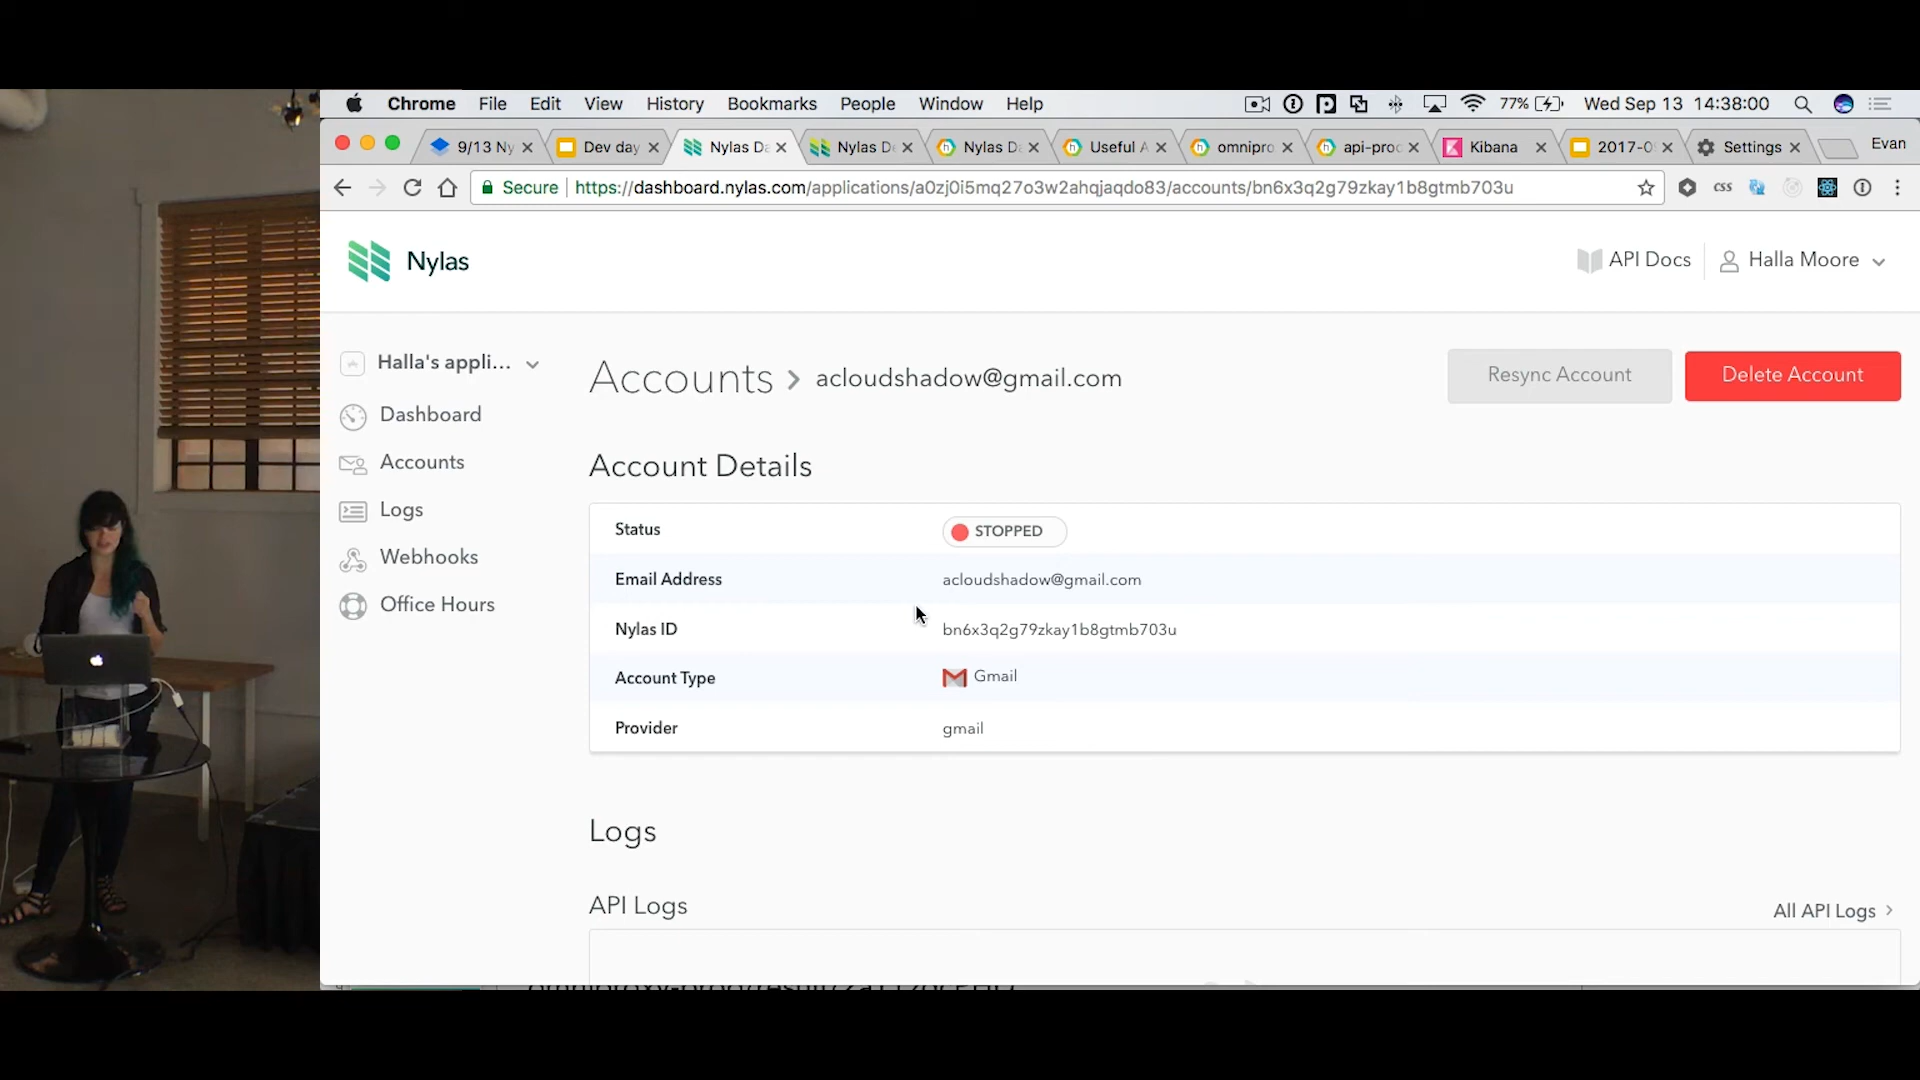 Chrome File Edit View History Bookmarks People Window Help 77% Wed Sep 13 14:38:00
9/13 Ny Dev day Nylas Da Nylas D Nylas D Useful A omnipro api-proc Kibana 2017-0 Settings Evan
Secure https://dashboard.nylas.com/applications/a0zj0i5mq27o3w2ahqjaqdo83/accounts/bn6x3q2g79zkay1b8gtmb703u CSS
Nylas API Docs Halla Moore
Halla's appli...
Dashboard
Accounts
Logs
Webhooks
Office Hours
Accounts > acloudshadow@gmail.com Resync Account Delete Account
Account Details
Status STOPPED
Email Address acloudshadow@gmail.com
Nylas ID bn6x3q2g79zkay1b8gtmb703u
Account Type Gmail
Provider gmail
Logs
API Logs All API Logs >